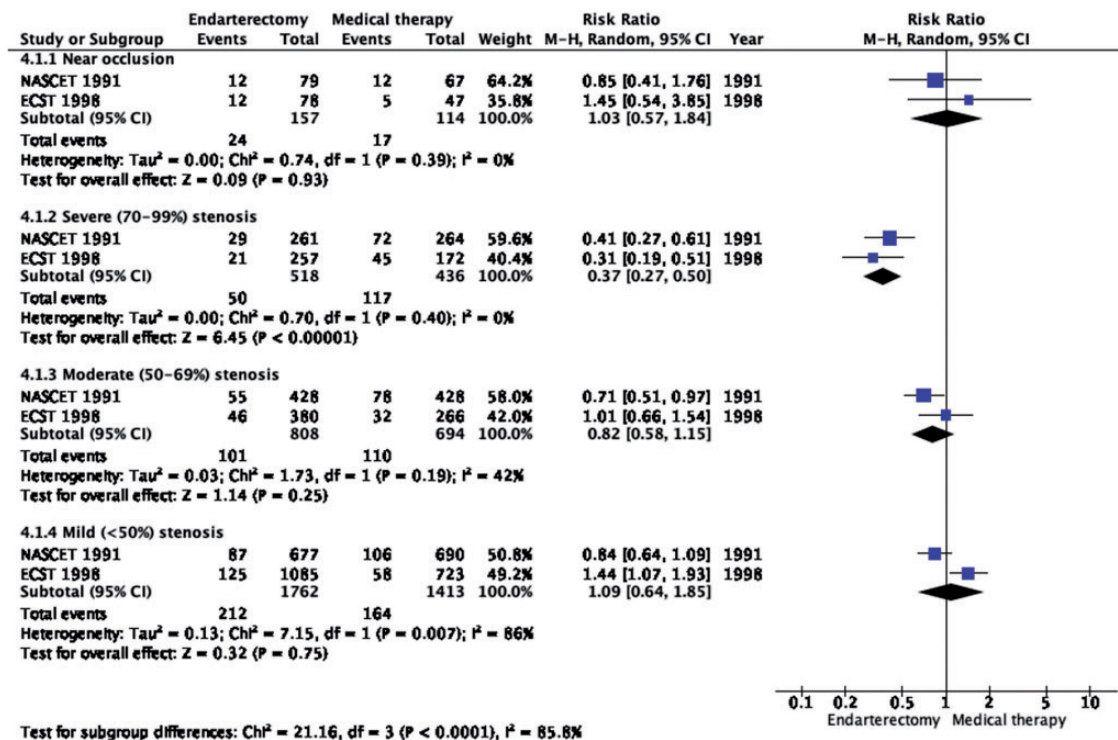 Endarterectomy Medical therapy Risk Ratio Risk Ratio
Study or Subgroup Events Total Events Total Weight M-H, Random, 95% CI Year M-H, Random, 95% CI
4.1.1 Near occlusion
NASCET 1991 12 79 12 67 64.2% 0.85 [0.41, 1.76] 1991
ECST 1998 12 78 5 47 35.8% 1.45 [0.54, 3.85] 1998
Subtotal (95% CI) 157 114 100.0% 1.03 [0.57, 1.84]
Total events 24 17
Heterogeneity: Tau² = 0.00; Chi² = 0.74, df = 1 (P = 0.39); I² = 0%
Test for overall effect: Z = 0.09 (P = 0.93)
4.1.2 Severe (70-99%) stenosis
NASCET 1991 29 261 72 264 59.6% 0.41 [0.27, 0.61] 1991
ECST 1998 21 257 45 172 40.4% 0.31 [0.19, 0.51] 1998
Subtotal (95% CI) 518 436 100.0% 0.37 [0.27, 0.50]
Total events 50 117
Heterogeneity: Tau² = 0.00; Chi² = 0.70, df = 1 (P = 0.40); I² = 0%
Test for overall effect: Z = 6.45 (P < 0.00001)
4.1.3 Moderate (50-69%) stenosis
NASCET 1991 55 428 78 428 58.0% 0.71 [0.51, 0.97] 1991
ECST 1998 46 380 32 266 42.0% 1.01 [0.66, 1.54] 1998
Subtotal (95% CI) 808 694 100.0% 0.82 [0.58, 1.15]
Total events 101 110
Heterogeneity: Tau² = 0.03; Chi² = 1.73, df = 1 (P = 0.19); I² = 42%
Test for overall effect: Z = 1.14 (P = 0.25)
4.1.4 Mild (<50%) stenosis
NASCET 1991 87 677 106 690 50.8% 0.84 [0.64, 1.09] 1991
ECST 1998 125 1085 58 723 49.2% 1.44 [1.07, 1.93] 1998
Subtotal (95% CI) 1762 1413 100.0% 1.09 [0.64, 1.85]
Total events 212 164
Heterogeneity: Tau² = 0.13; Chi² = 7.15, df = 1 (P = 0.007); I² = 86%
Test for overall effect: Z = 0.32 (P = 0.75)
0.1 0.2 0.5 1 2 5 10
Endarterectomy Medical therapy
Test for subgroup differences: Chi² = 21.16, df = 3 (P < 0.0001), I² = 85.8%